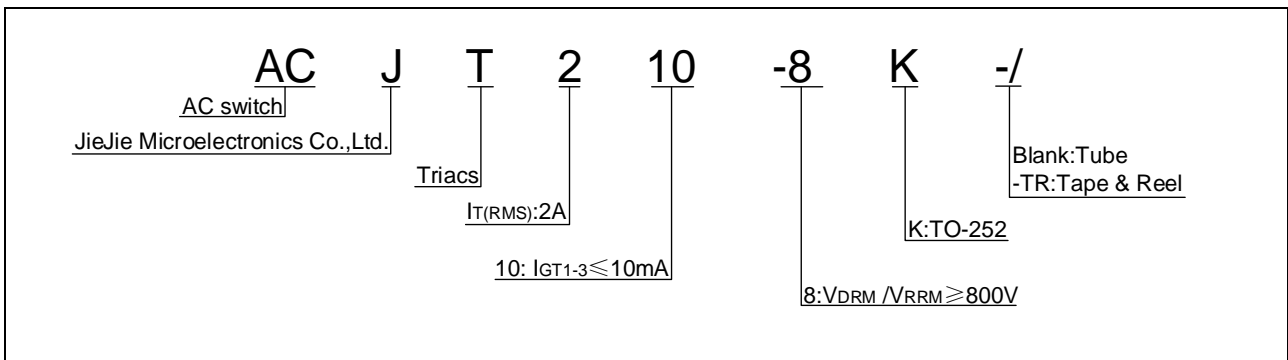 AC J T 2 10 -8 K -/
AC switch
JieJie Microelectronics Co.,Ltd.
Triacs
IT(RMS):2A
10: IGT1-3≤10mA
Blank:Tube
-TR:Tape & Reel
K:TO-252
8:VDRM /VRRM≥800V